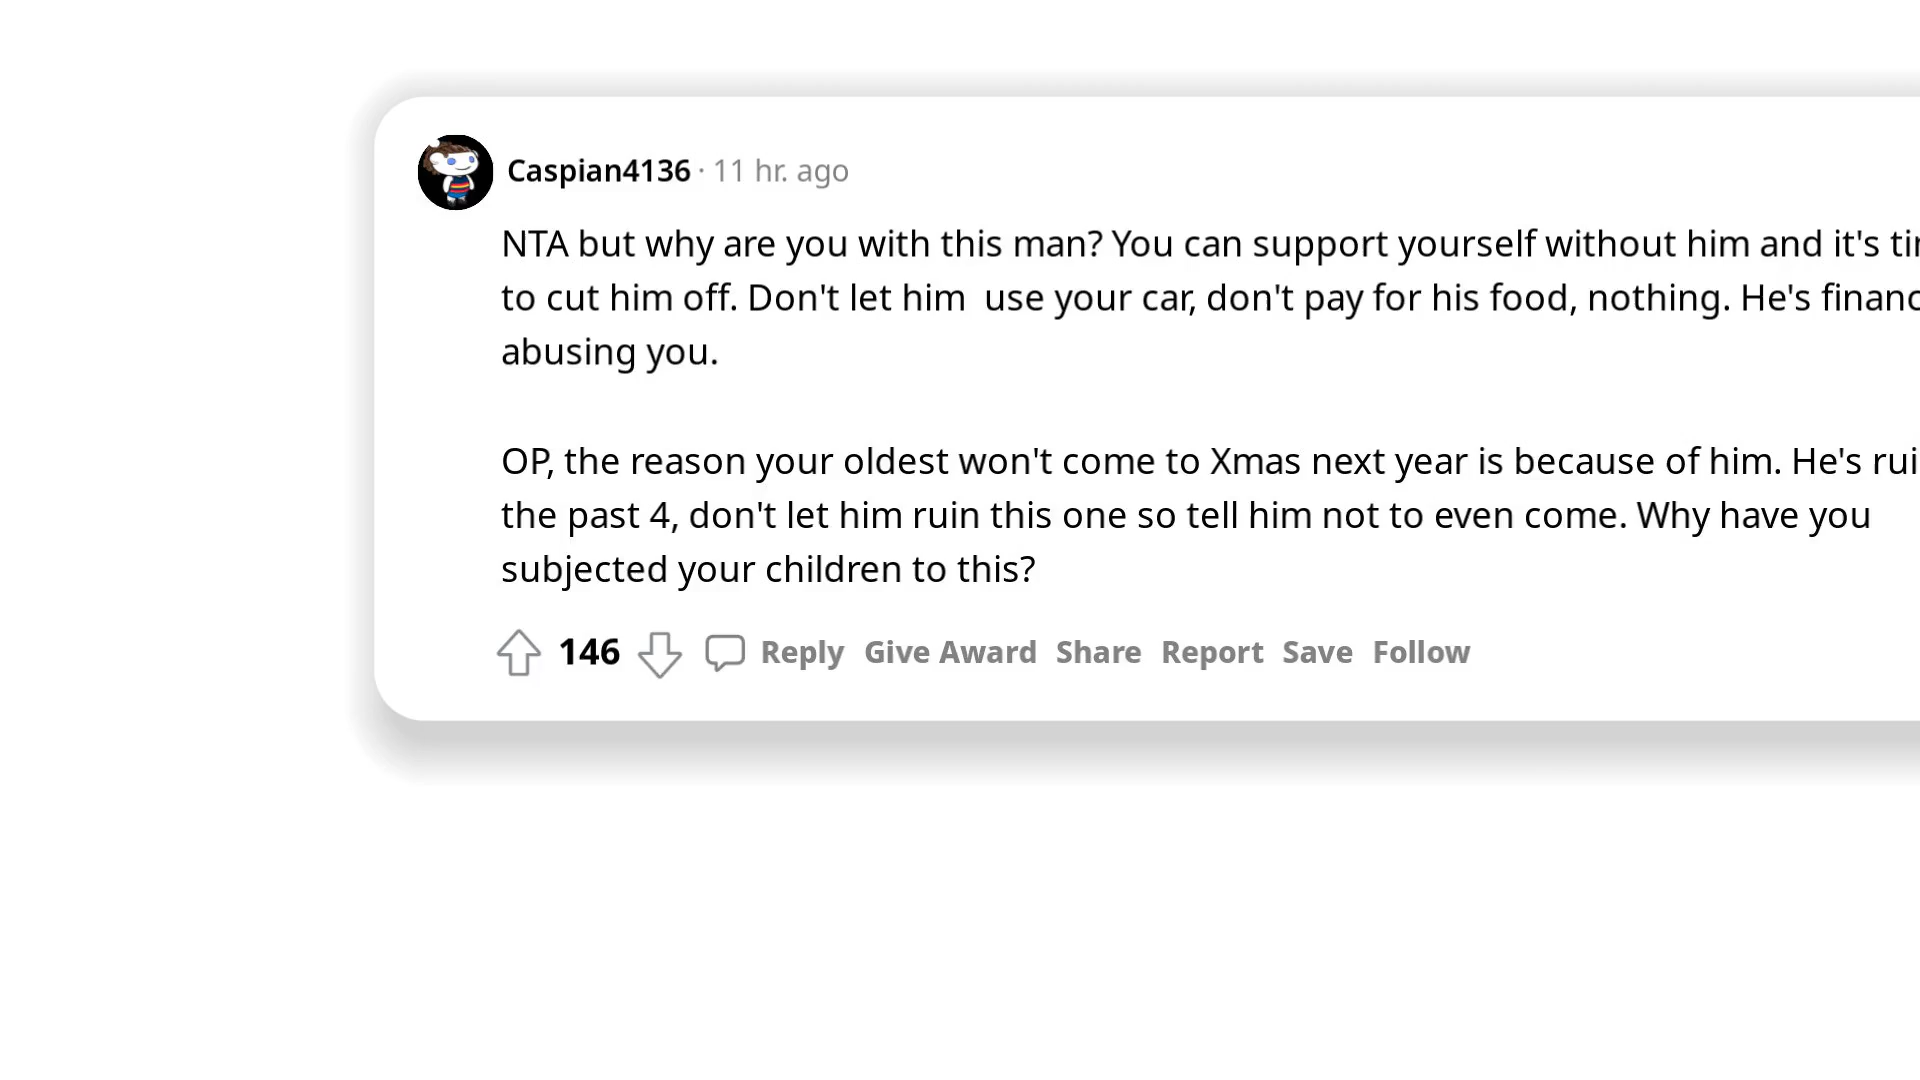 Caspian4136 · 11 hr. ago
NTA but why are you with this man? You can support yourself without him and it's
to cut him off. Don't let him  use your car, don't pay for his food, nothing. He's
abusing you.
OP, the reason your oldest won't come to Xmas next year is because of him. He's
the past 4, don't let him ruin this one so tell him not to even come. Why have you
subjected your children to this?
146 Reply Give Award Share Report Save Follow